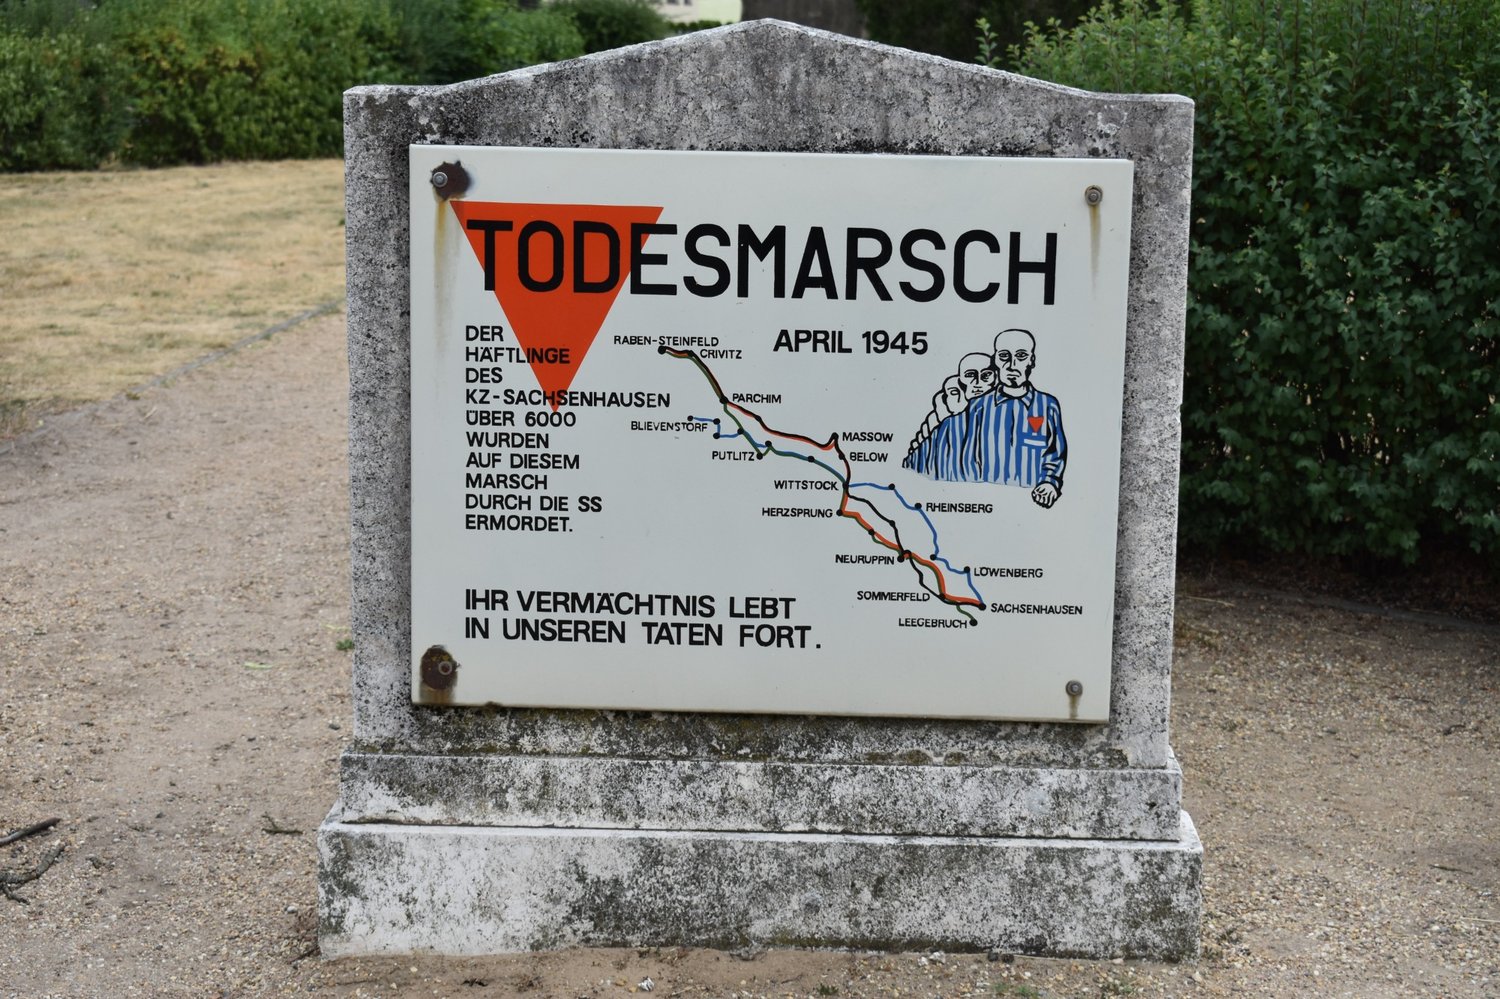 TODESMARSCH
APRIL 1945
DER
HÄFTLINGE
DES
KZ-SACHSENHAUSEN
ÜBER 6000
WURDEN
AUF DIESEM
MARSCH
DURCH DIE SS
ERMORDET.
RABEN-STEINFELD
CRIVITZ
PARCHIM
BLIEVENSTORF
MASSOW
PUTLITZ
BELOW
WITTSTOCK
RHEINSBERG
HERZSPRUNG
NEURUPPIN
LÖWENBERG
SOMMERFELD
SACHSENHAUSEN
LEEGEBRUCH
IHR VERMÄCHTNIS LEBT
IN UNSEREN TATEN FORT.